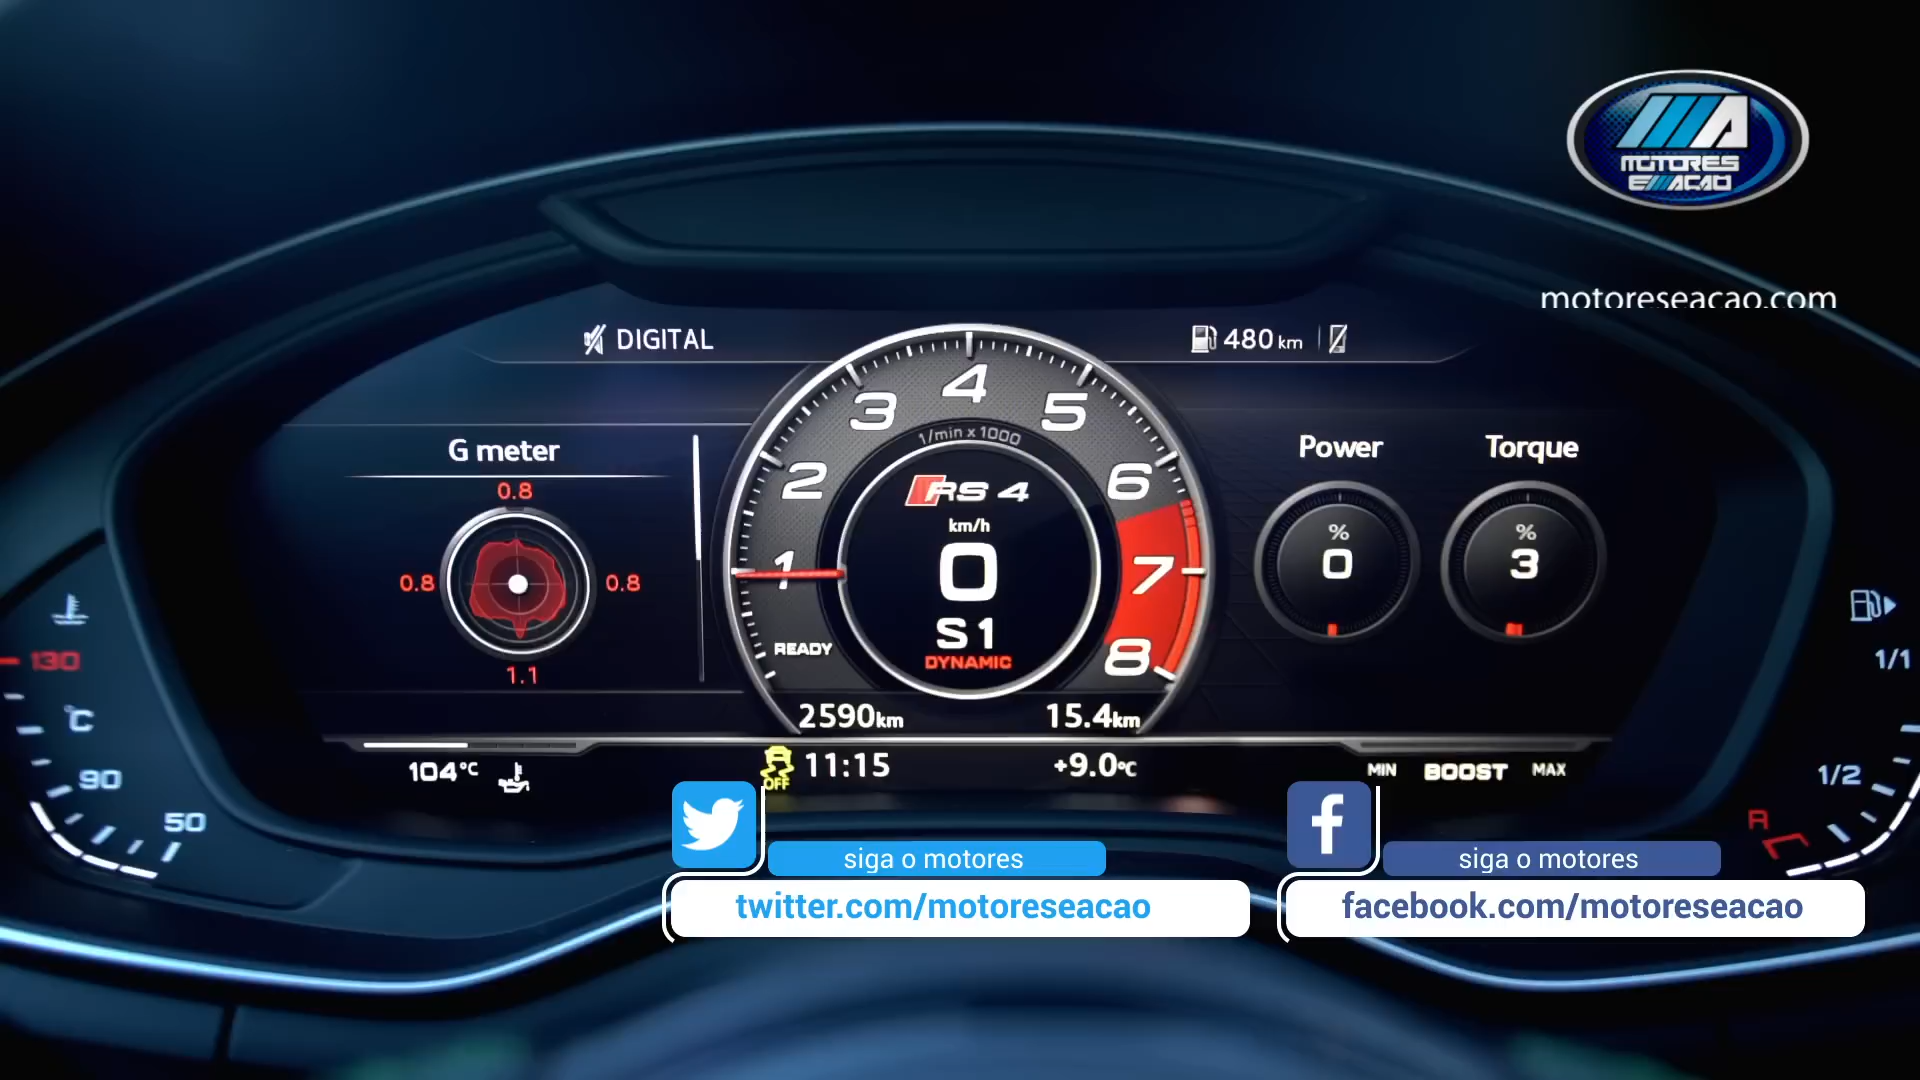 MA
MOTORES
E///ACAO
motoreseacao.com
DIGITAL
480 km
G meter
0.8
0.8
0.8
1.1
1 2 3 4 5 6 7 8
1/min x 1000
RS 4
km/h
0
S 1
DYNAMIC
READY
2590km
15.4km
Power
%
0
Torque
%
3
104°C
OFF
11:15
+9.0°C
MIN BOOST MAX
130
°C
90
50
1/1
1/2
R
siga o motores
twitter.com/motoreseacao
siga o motores
facebook.com/motoreseacao